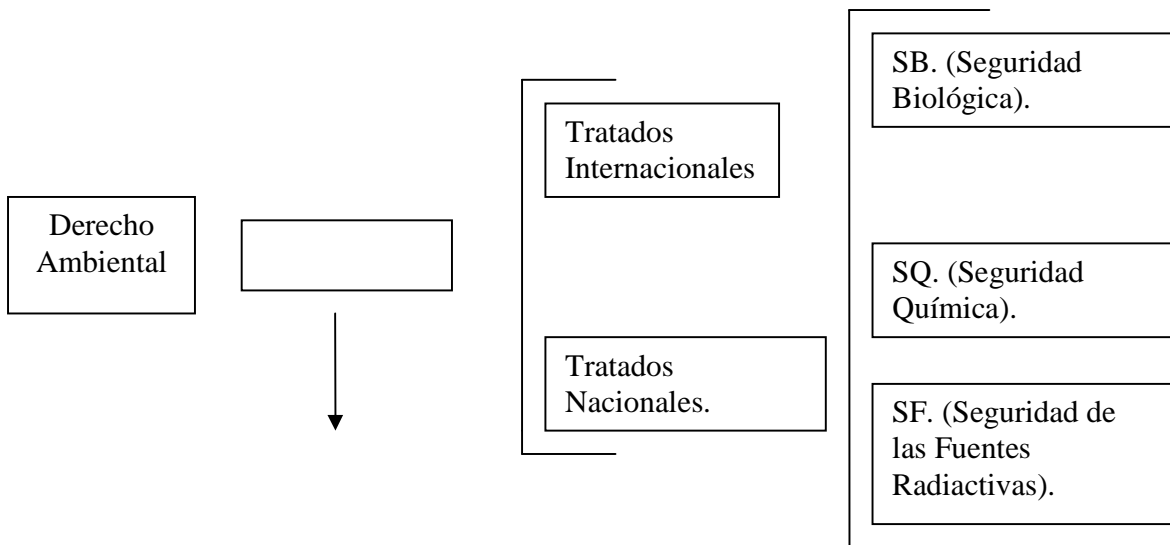 Derecho
Ambiental
Tratados
Internacionales
Tratados
Nacionales.
SB. (Seguridad
Biológica).
SQ. (Seguridad
Química).
SF. (Seguridad de
las Fuentes
Radiactivas).